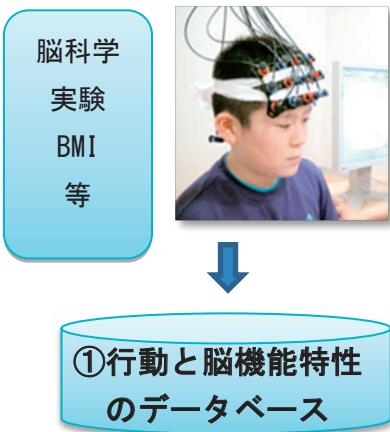 脳科学
実験
BMI
等
①行動と脳機能特性
のデータベース